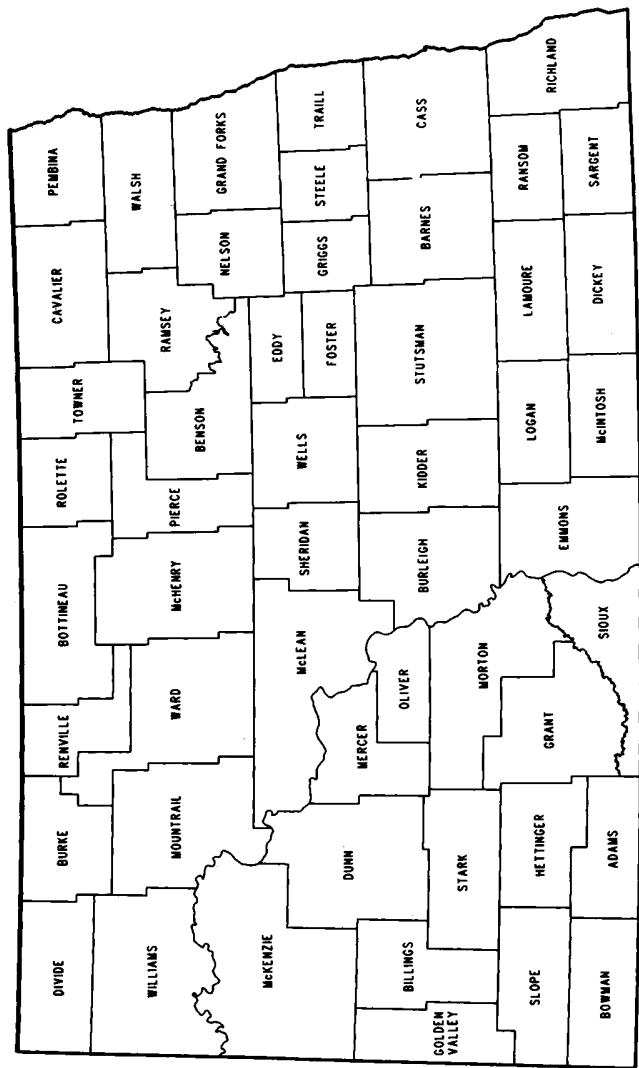 DIVIDE
BURKE
RENVILLE
BOTTINEAU
ROLETTE
TOWNER
CAVALIER
PEMBINA
WILLIAMS
MOUNTRAIL
WARD
McHENRY
PIERCE
BENSON
RAMSEY
WALSH
NELSON
GRAND FORKS
McKENZIE
DUNN
MERCER
McLEAN
SHERIDAN
WELLS
EDDY
FOSTER
GRIGGS
STEELE
TRAILL
GOLDEN
VALLEY
BILLINGS
STARK
OLIVER
MORTON
BURLEIGH
KIDDER
STUTSMAN
BARNES
CASS
SLOPE
HETTINGER
GRANT
SIOUX
EMMONS
LOGAN
LAMOURE
RANSOM
RICHLAND
BOWMAN
ADAMS
McINTOSH
DICKEY
SARGENT